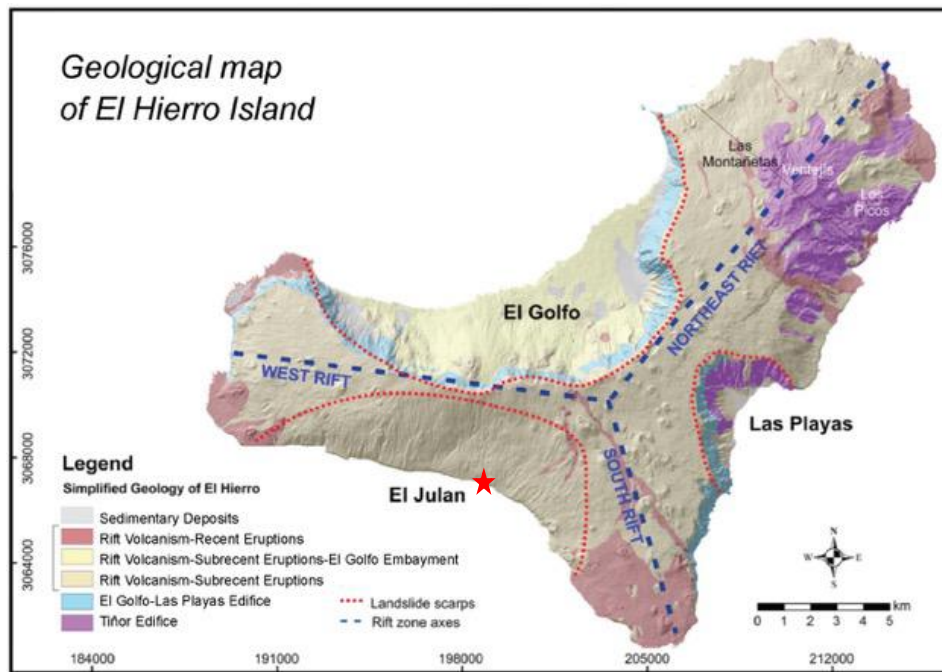 Geological map
of El Hierro Island
Las
Montañetas
Ventejís
Los
Picos
El Golfo
NORTHEAST RIFT
WEST RIFT
SOUTH RIFT
Las Playas
El Julan
Legend
Simplified Geology of El Hierro
Sedimentary Deposits
Rift Volcanism-Recent Eruptions
Rift Volcanism-Subrecent Eruptions-El Golfo Embayment
Rift Volcanism-Subrecent Eruptions
El Golfo-Las Playas Edifice
Tiñor Edifice
Landslide scarps
Rift zone axes
N
W E
S
0 1 2 3 4 5
km
3076000
3072000
3068000
3064000
184000 191000 198000 205000 212000